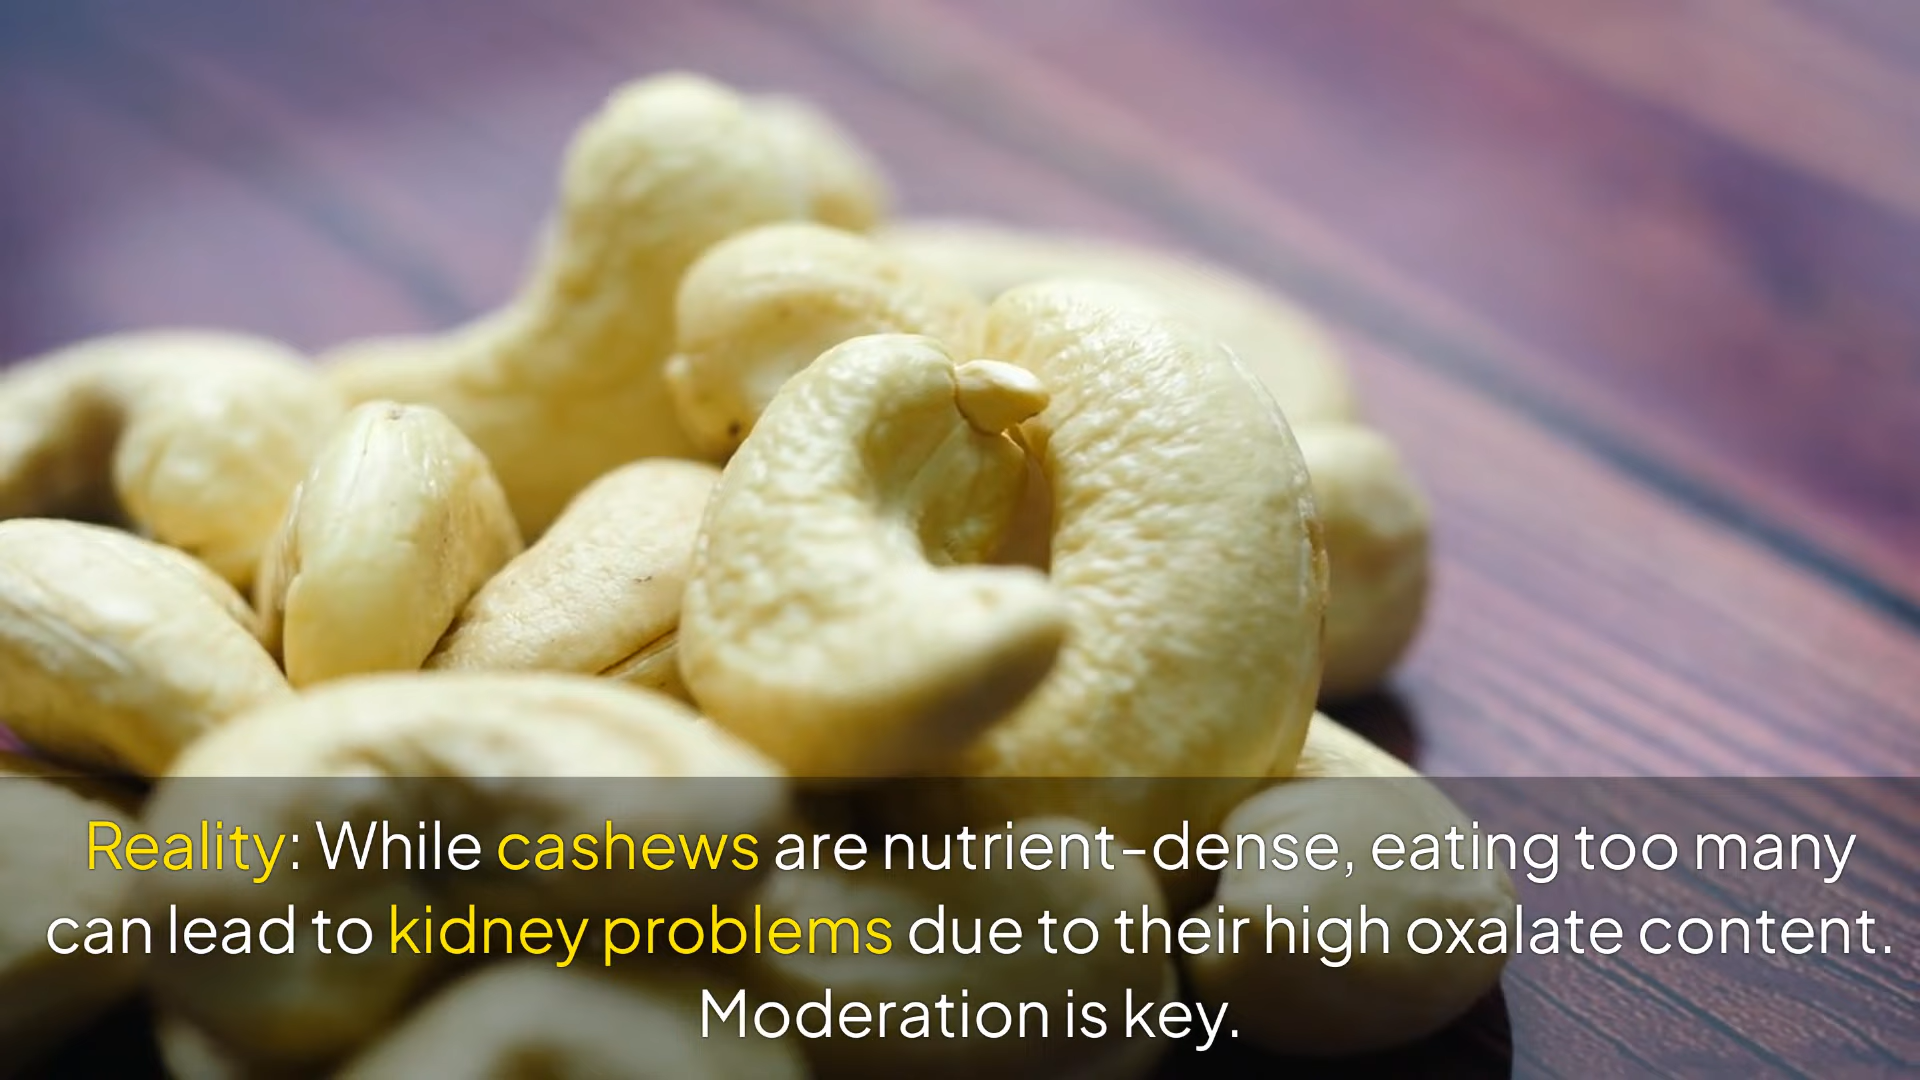 Reality: While cashews are nutrient-dense, eating too many
can lead to kidney problems due to their high oxalate content.
Moderation is key.